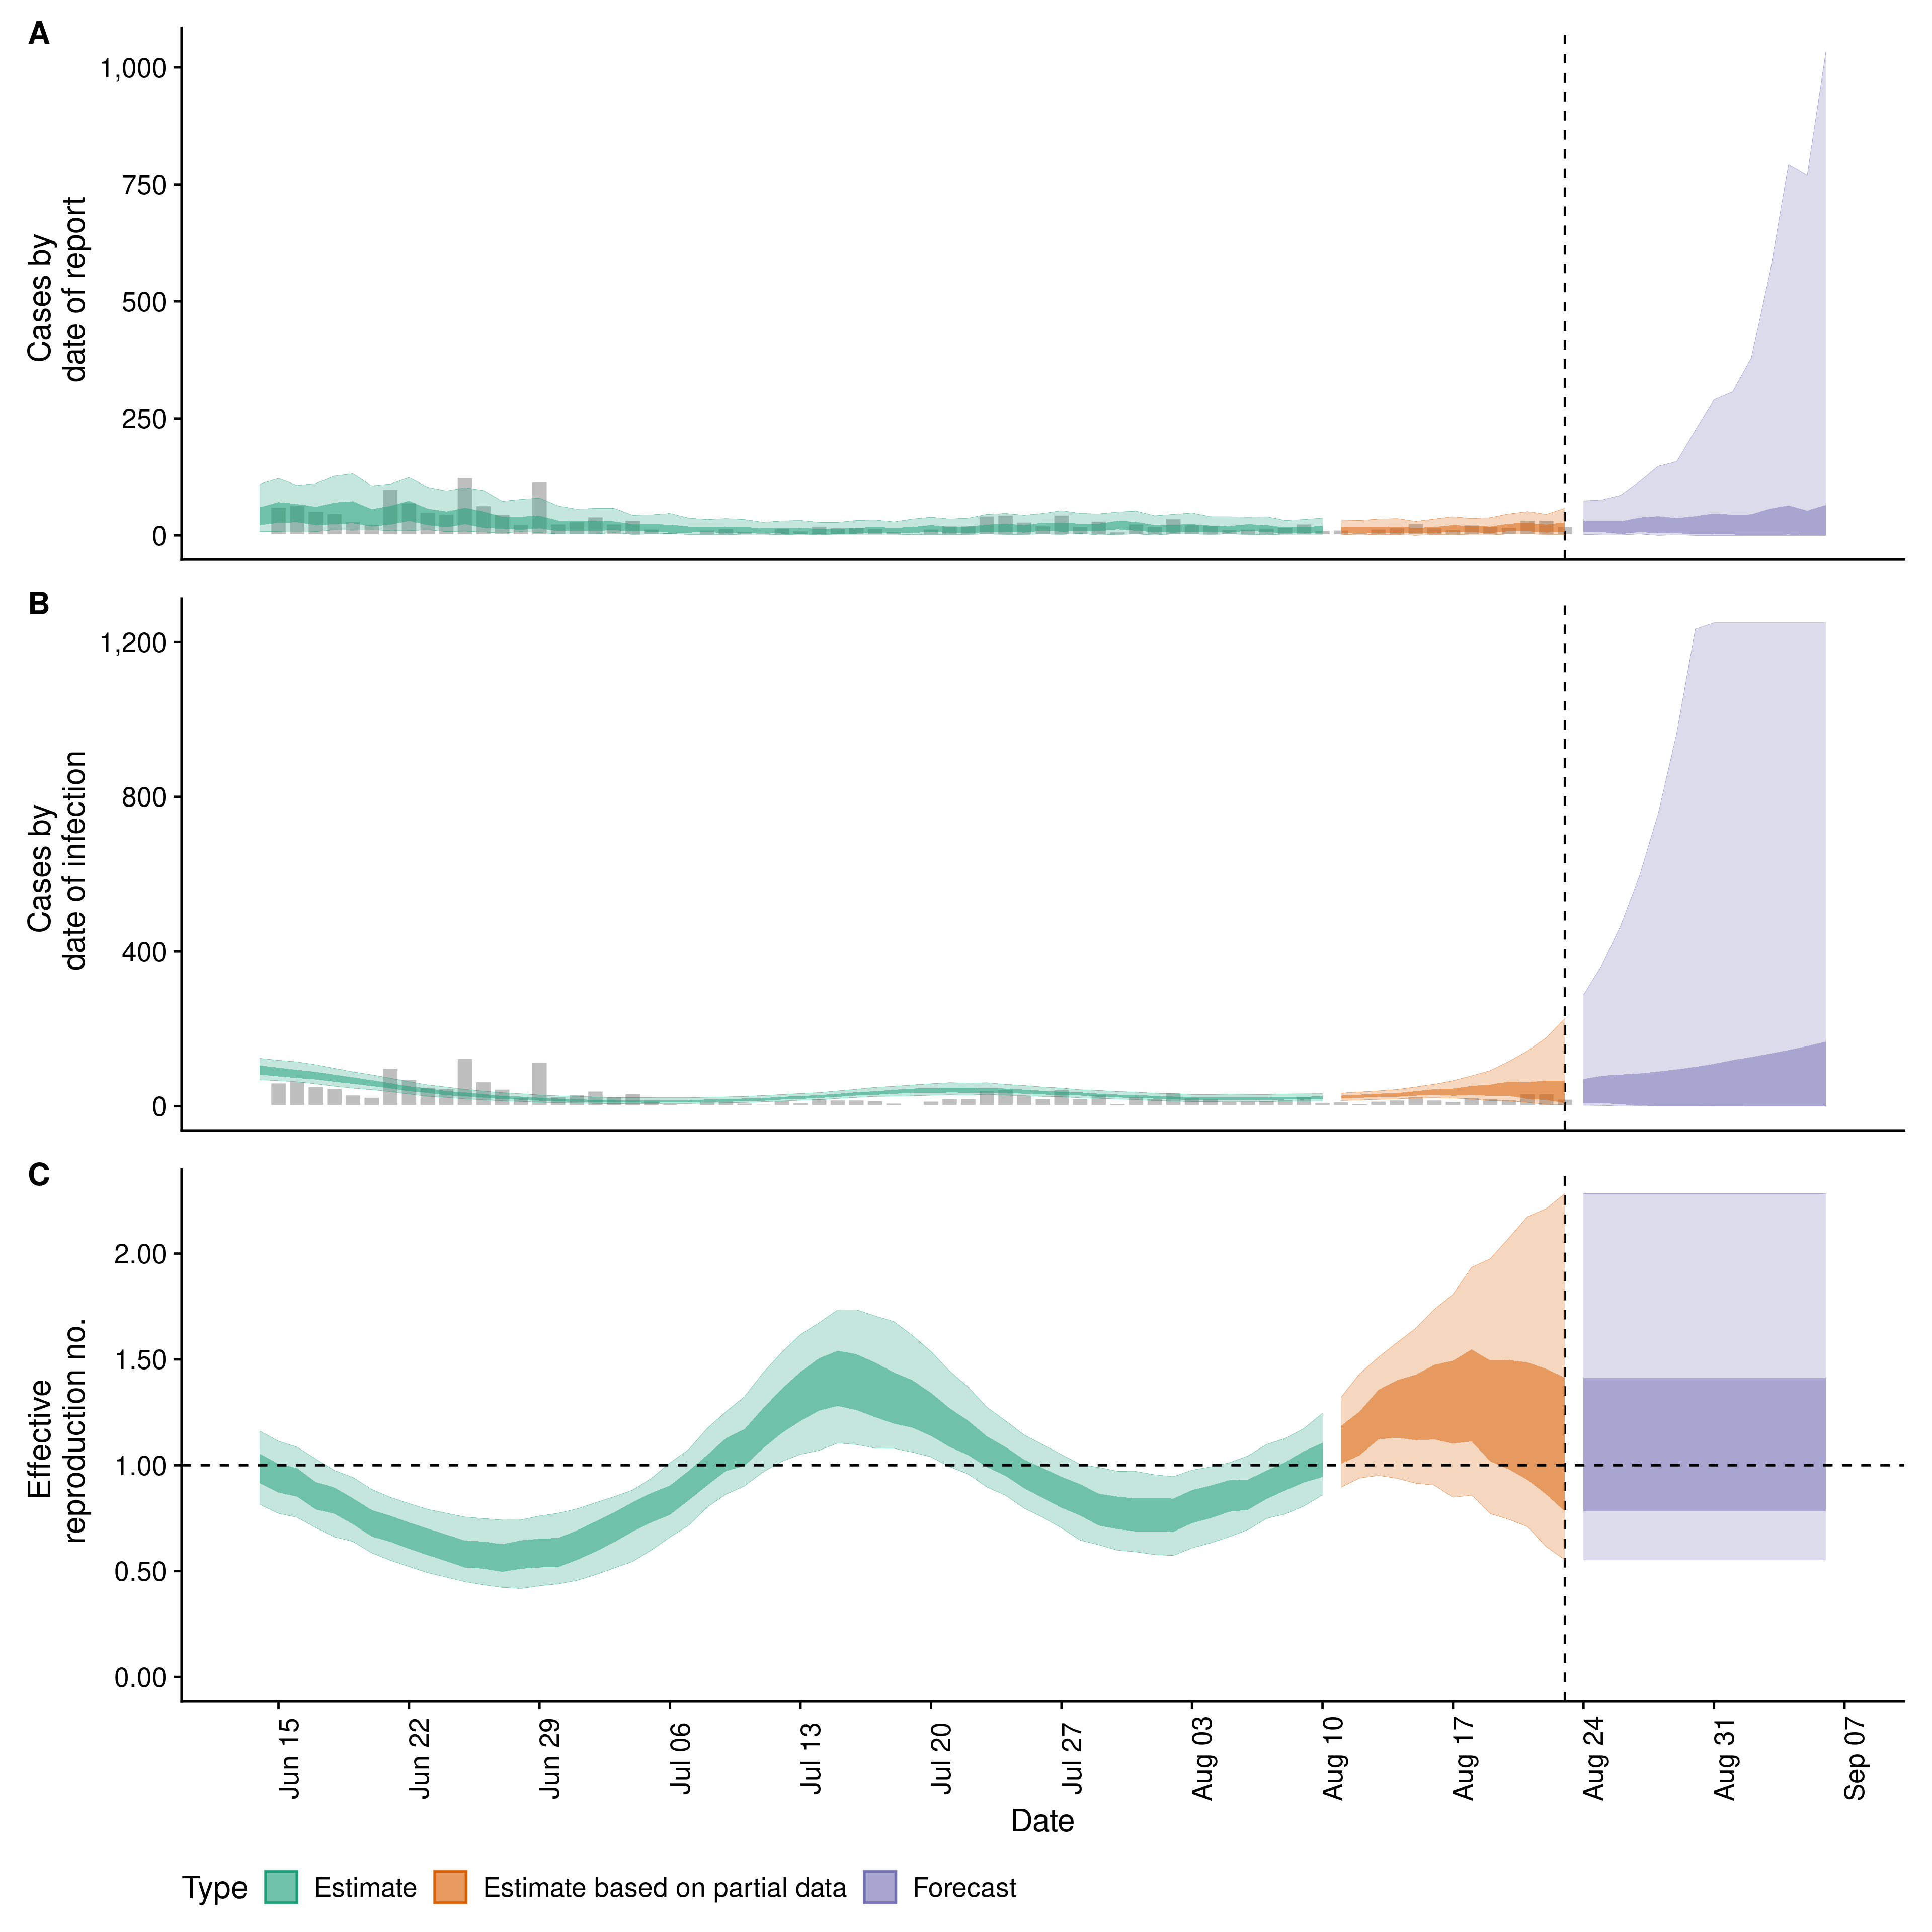 A
Cases by
date of report
1,000
750
500
250
0
B
Cases by
date of infection
1,200
800
400
0
C
Effective
reproduction no.
2.00
1.50
1.00
0.50
0.00
Jun 15
Jun 22
Jun 29
Jul 06
Jul 13
Jul 20
Jul 27
Aug 03
Aug 10
Aug 17
Aug 24
Aug 31
Sep 07
Date
Type Estimate Estimate based on partial data Forecast